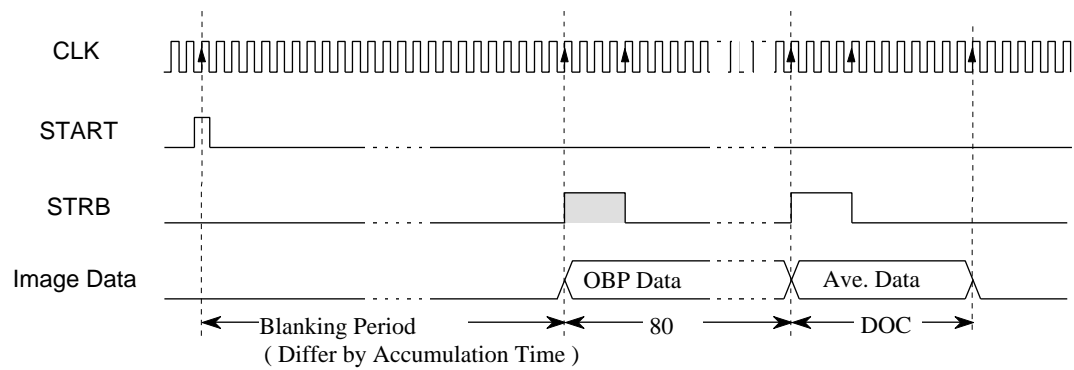 CLK
START
STRB
Image Data
OBP Data
Ave. Data
Blanking Period
80
DOC
( Differ by Accumulation Time )